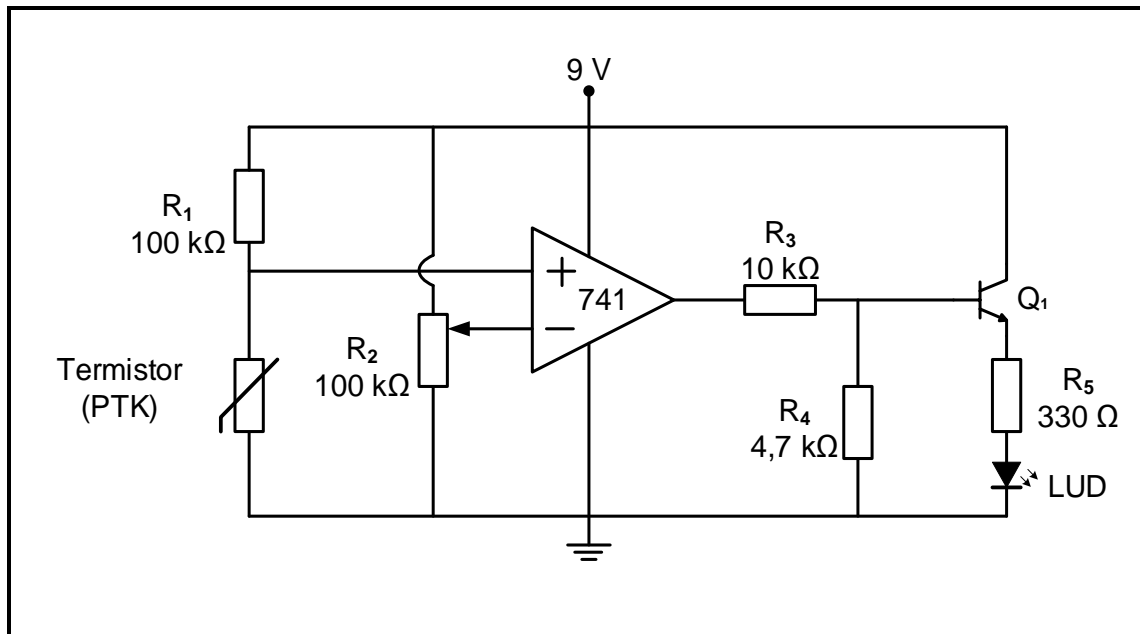 9 V
R₁
100 kΩ
+
741
–
R₃
10 kΩ
Q₁
Termistor
(PTK)
R₂
100 kΩ
R₄
4,7 kΩ
R₅
330 Ω
LUD